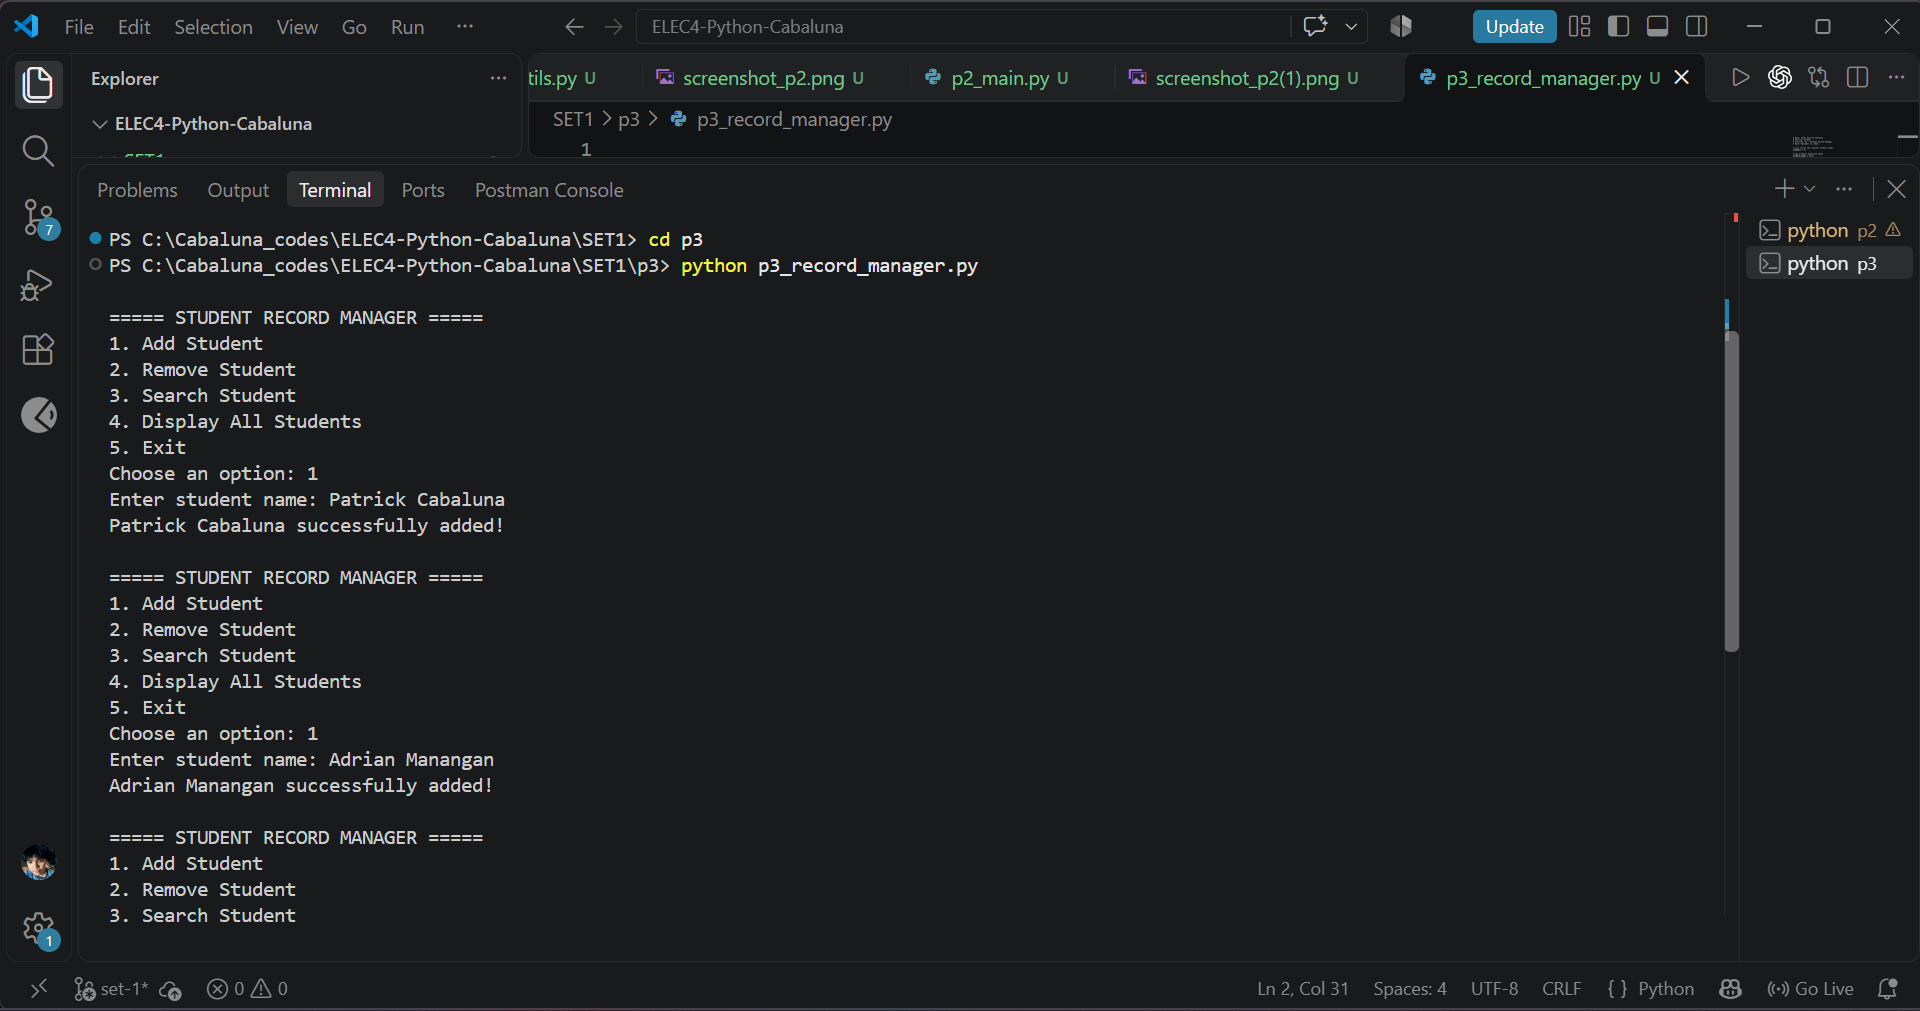 File Edit Selection View Go Run ELEC4-Python-Cabaluna Update
Explorer
tils.py U screenshot_p2.png U p2_main.py U screenshot_p2(1).png U p3_record_manager.py U
ELEC4-Python-Cabaluna
SET1 p3 p3_record_manager.py
SET1
1
Problems Output Terminal Ports Postman Console
7
PS C:\Cabaluna_codes\ELEC4-Python-Cabaluna\SET1> cd p3
PS C:\Cabaluna_codes\ELEC4-Python-Cabaluna\SET1\p3> python p3_record_manager.py
python p2
python p3
===== STUDENT RECORD MANAGER =====
1. Add Student
2. Remove Student
3. Search Student
4. Display All Students
5. Exit
Choose an option: 1
Enter student name: Patrick Cabaluna
Patrick Cabaluna successfully added!
===== STUDENT RECORD MANAGER =====
1. Add Student
2. Remove Student
3. Search Student
4. Display All Students
5. Exit
Choose an option: 1
Enter student name: Adrian Manangan
Adrian Manangan successfully added!
===== STUDENT RECORD MANAGER =====
1. Add Student
2. Remove Student
3. Search Student
1
set-1* 0 0 Ln 2, Col 31 Spaces: 4 UTF-8 CRLF { } Python Go Live